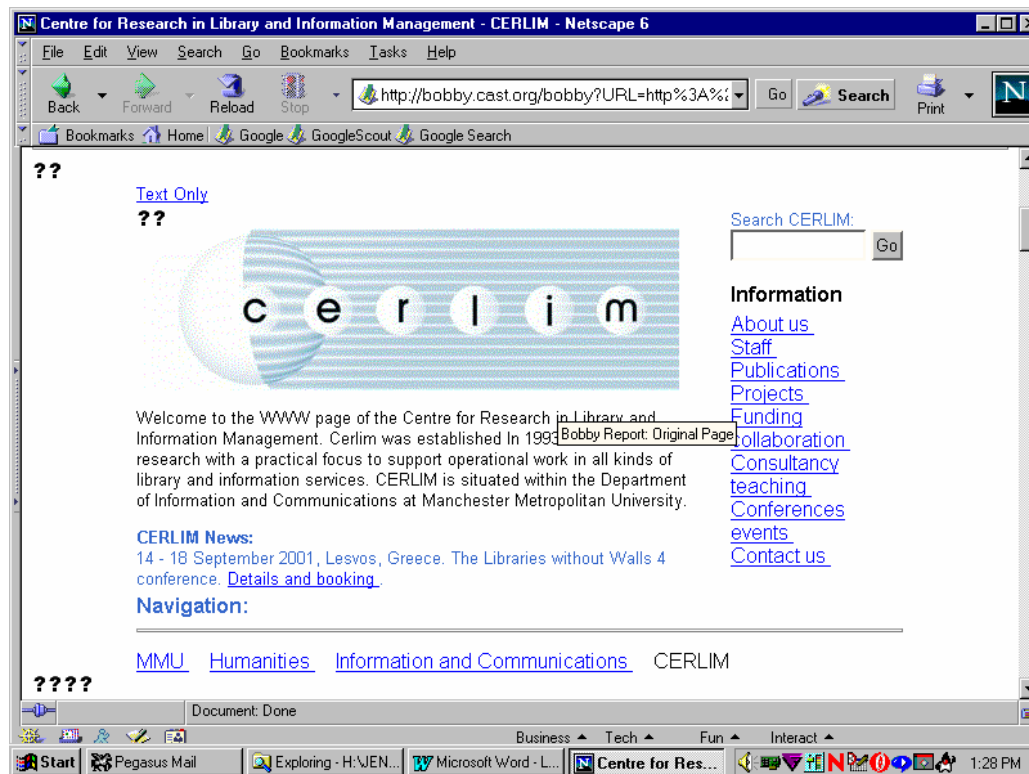 Centre for Research in Library and Information Management - CERLIM - Netscape 6
File Edit View Search Go Bookmarks Tasks Help
Back Forward Reload Stop http://bobby.cast.org/bobby?URL=http%3A%2 Go Search Print N
Bookmarks Home Google GoogleScout Google Search
??
Text Only
??
cerlim
Search CERLIM:
Go
Information
About us
Staff
Publications
Projects
Funding
collaboration
Consultancy
teaching
Conferences
events
Contact us
Welcome to the WWW page of the Centre for Research in Library and
Information Management. Cerlim was established In 1993
Bobby Report: Original Page
research with a practical focus to support operational work in all kinds of
library and information services. CERLIM is situated within the Department
of Information and Communications at Manchester Metropolitan University.
CERLIM News:
14 - 18 September 2001, Lesvos, Greece. The Libraries without Walls 4
conference. Details and booking .
Navigation:
MMU Humanities Information and Communications CERLIM
????
Document: Done
Business Tech Fun Interact
Start Pegasus Mail Exploring - H:\JEN... Microsoft Word - L... Centre for Res... 1:28 PM